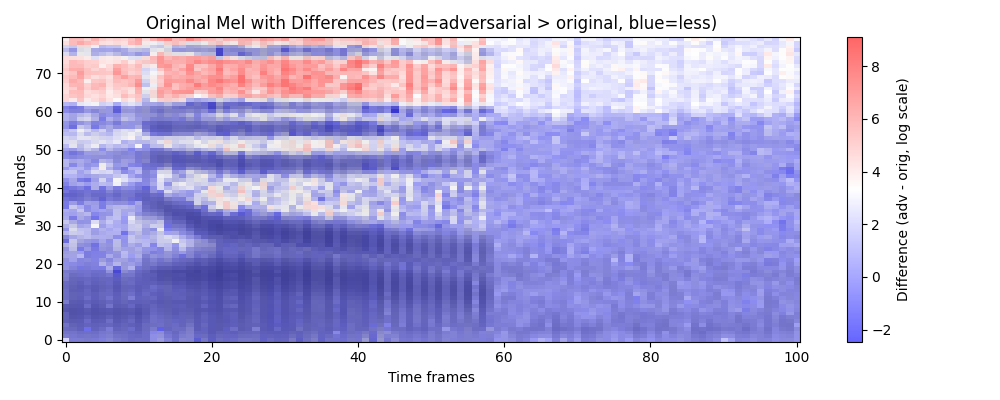 Original Mel with Differences (red=adversarial > original, blue=less)
Mel bands
70
60
50
40
30
20
10
0
0 20 40 60 80 100
Time frames
8
6
4
2
0
−2
Difference (adv - orig, log scale)